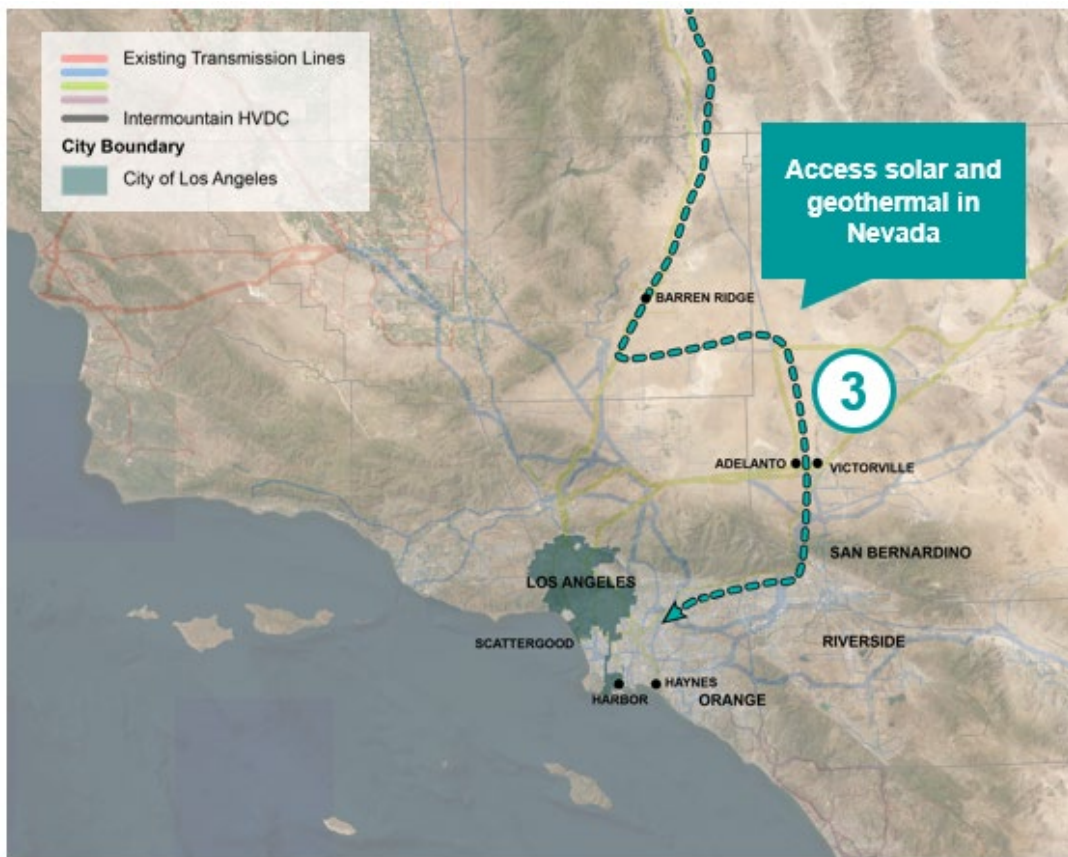 Existing Transmission Lines
Intermountain HVDC
City Boundary
City of Los Angeles
Access solar and
geothermal in
Nevada
BARREN RIDGE
3
ADELANTO
VICTORVILLE
SAN BERNARDINO
LOS ANGELES
SCATTERGOOD
RIVERSIDE
HAYNES
HARBOR
ORANGE